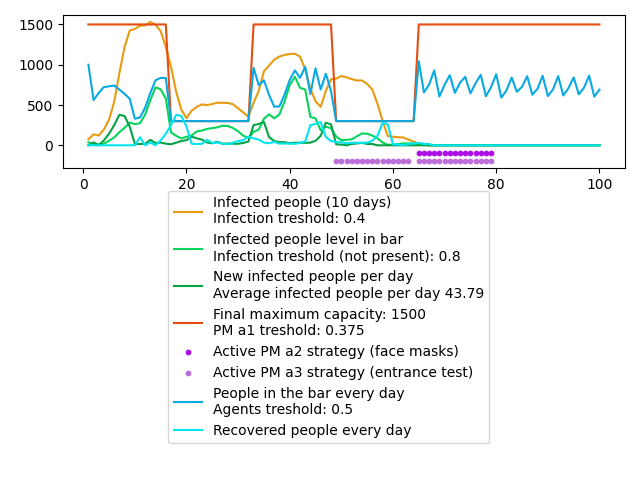 1500
1000
500
0
0 20 40 60 80 100
Infected people (10 days)
Infection treshold: 0.4
Infected people level in bar
Infection treshold (not present): 0.8
New infected people per day
Average infected people per day 43.79
Final maximum capacity: 1500
PM a1 treshold: 0.375
Active PM a2 strategy (face masks)
Active PM a3 strategy (entrance test)
People in the bar every day
Agents treshold: 0.5
Recovered people every day